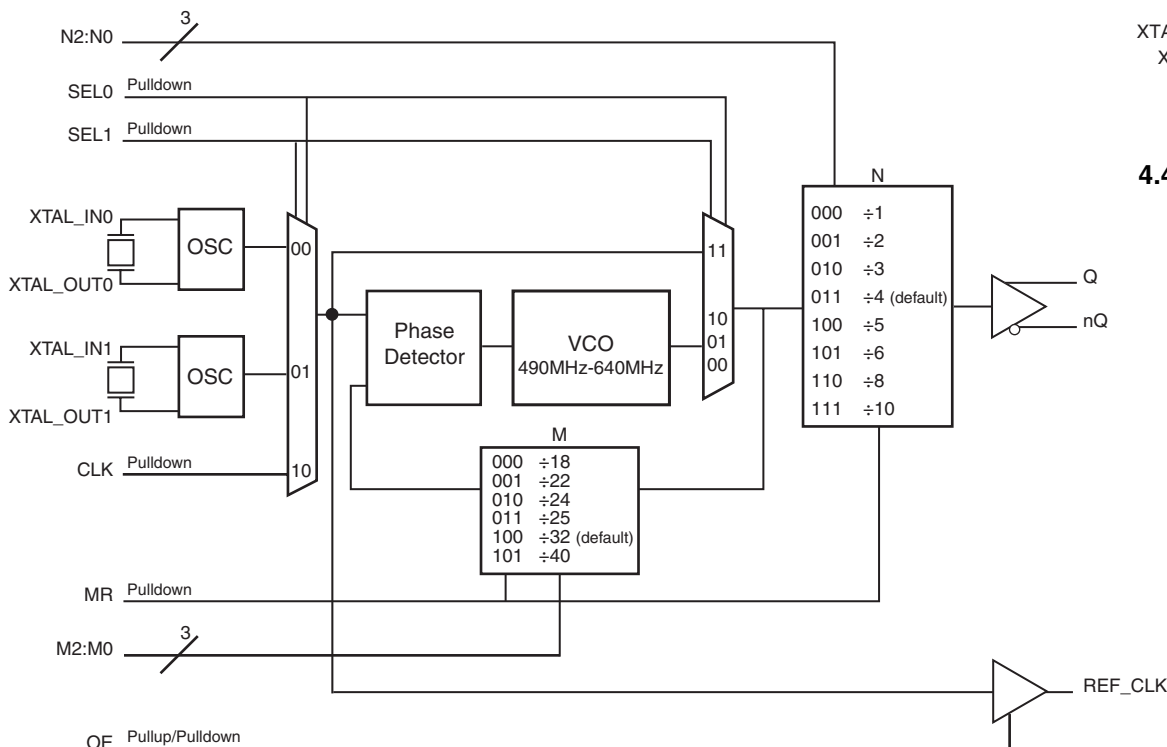 3
N2:N0
XTA
X
SEL0 Pulldown
SEL1 Pulldown
4.4
N
000 ÷1
001 ÷2
010 ÷3
011 ÷4 (default)
100 ÷5
101 ÷6
110 ÷8
111 ÷10
XTAL_IN0
OSC
XTAL_OUT0
00
11
Q
nQ
XTAL_IN1
OSC
XTAL_OUT1
01
Phase
Detector
VCO
490MHz-640MHz
10
01
00
CLK Pulldown
10
M
000 ÷18
001 ÷22
010 ÷24
011 ÷25
100 ÷32 (default)
101 ÷40
MR Pulldown
3
M2:M0
REF_CLK
OE Pullup/Pulldown